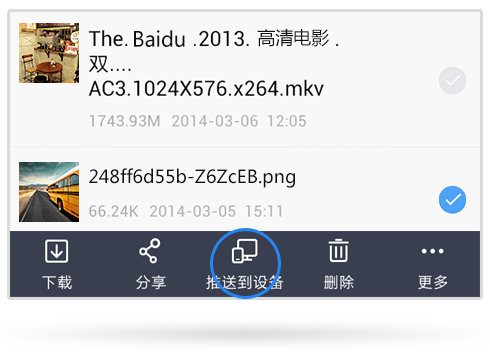 The. Baidu .2013. 高清电影 .
双....
AC3.1024X576.x264.mkv
1743.93M 2014-03-06 12:05
248ff6d55b-Z6ZcEB.png
66.24K 2014-03-05 15:11
下载 分享 推送到设备 删除 更多